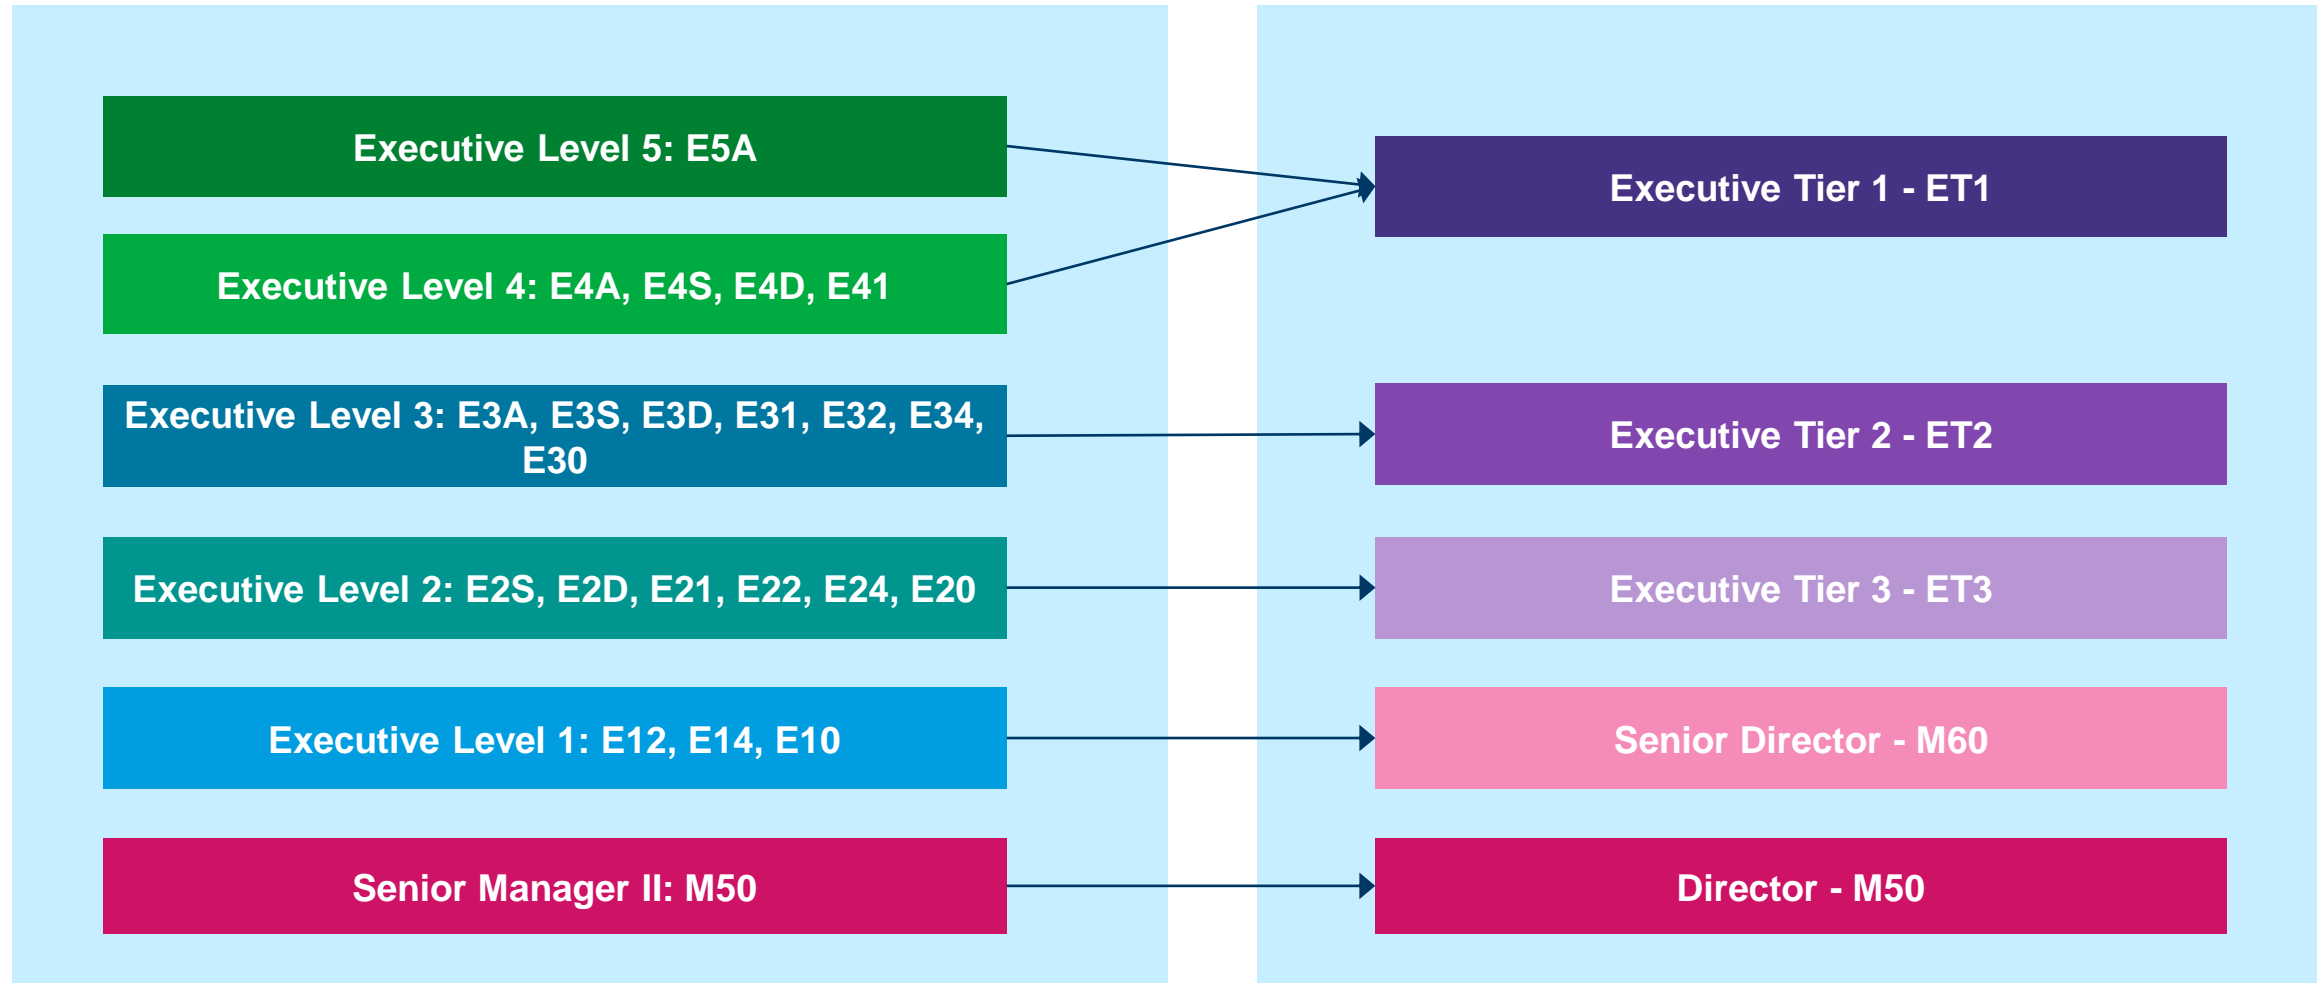 Executive Level 5: E5A
Executive Level 4: E4A, E4S, E4D, E41
Executive Level 3: E3A, E3S, E3D, E31, E32, E34,
E30
Executive Level 2: E2S, E2D, E21, E22, E24, E20
Executive Level 1: E12, E14, E10
Senior Manager II: M50
Executive Tier 1 - ET1
Executive Tier 2 - ET2
Executive Tier 3 - ET3
Senior Director - M60
Director - M50